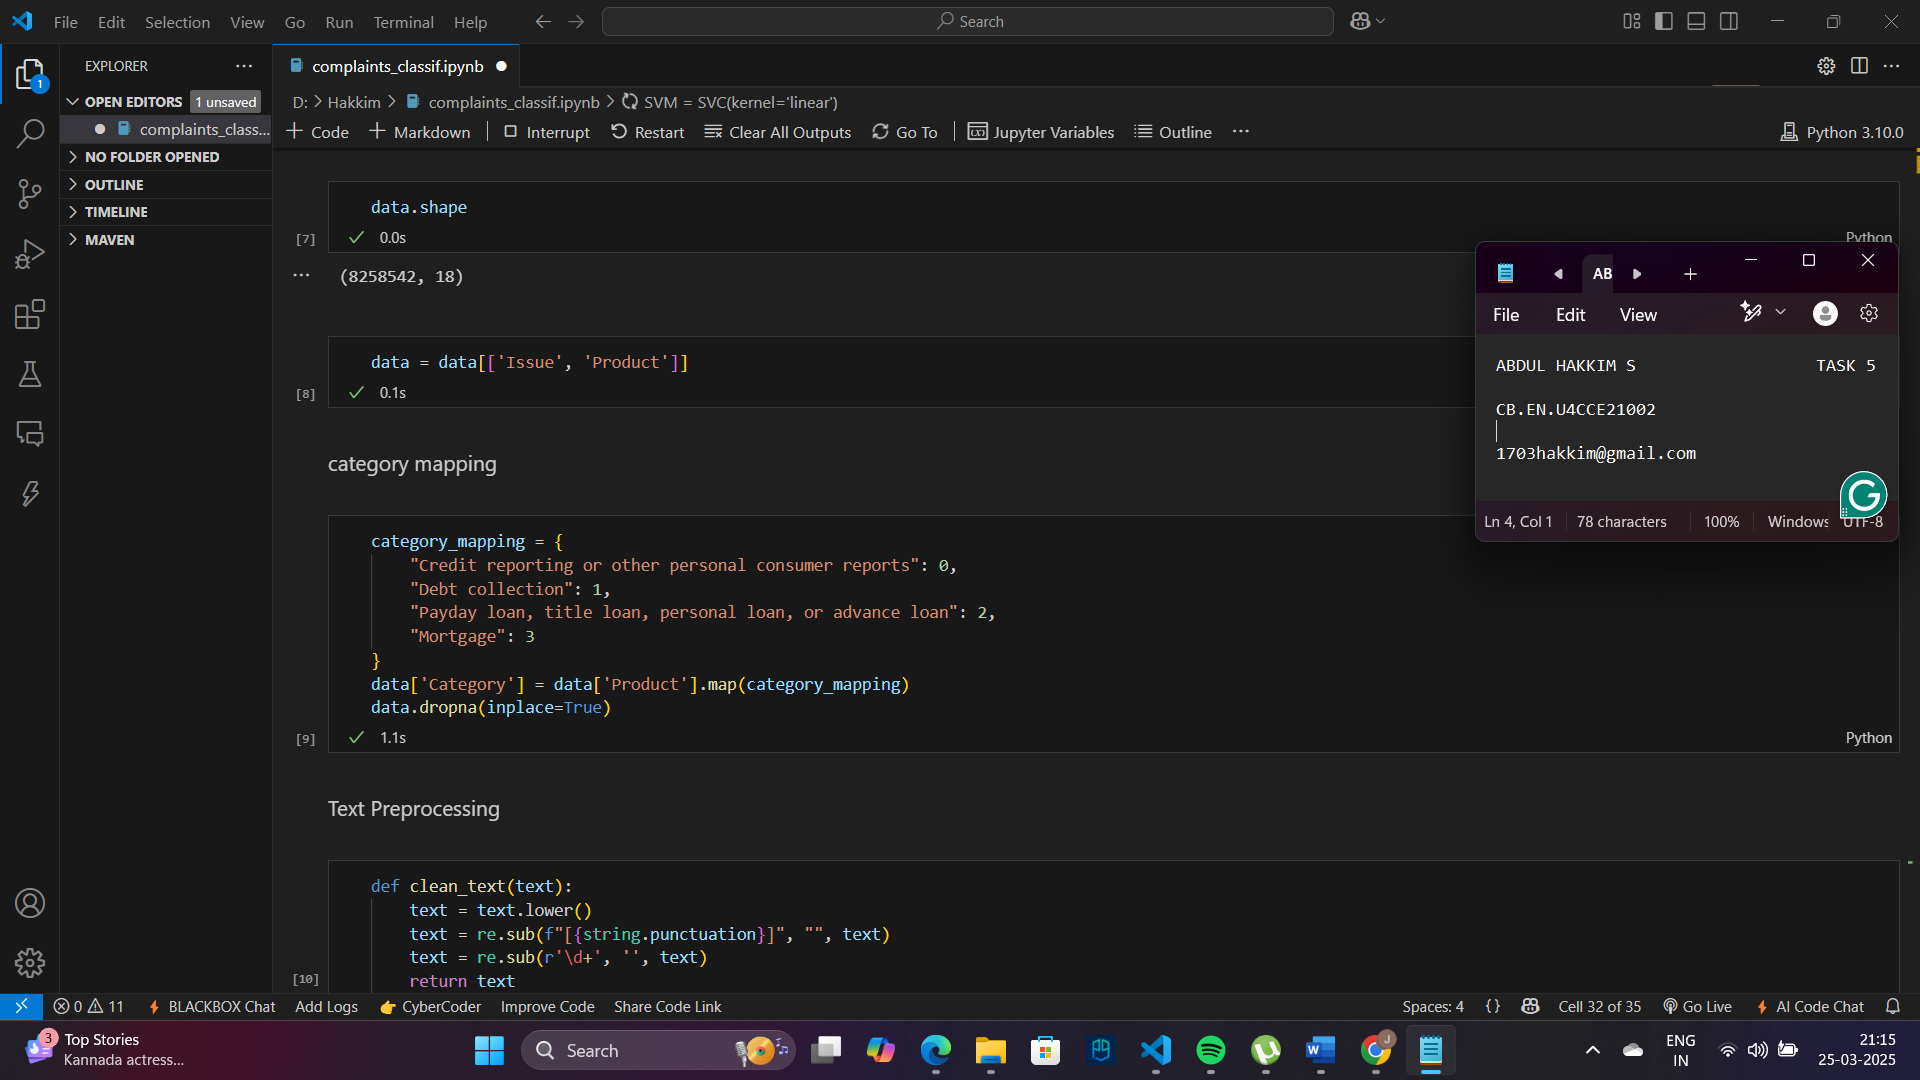 File Edit Selection View Go Run Terminal Help Search
EXPLORER
OPEN EDITORS 1 unsaved
complaints_class...
NO FOLDER OPENED
OUTLINE
TIMELINE
MAVEN
1
complaints_classif.ipynb
D: > Hakkim > complaints_classif.ipynb > SVM = SVC(kernel='linear')
+ Code + Markdown Interrupt Restart Clear All Outputs Go To Jupyter Variables Outline ... Python 3.10.0
data.shape
[7] 0.0s Python
(8258542, 18)
data = data[['Issue', 'Product']]
[8] 0.1s
category mapping
category_mapping = {
"Credit reporting or other personal consumer reports": 0,
"Debt collection": 1,
"Payday loan, title loan, personal loan, or advance loan": 2,
"Mortgage": 3
}
data['Category'] = data['Product'].map(category_mapping)
data.dropna(inplace=True)
[9] 1.1s Python
Text Preprocessing
def clean_text(text):
text = text.lower()
text = re.sub(f"[{string.punctuation}]", "", text)
text = re.sub(r'\d+', '', text)
[10] return text
AB
File Edit View
ABDUL HAKKIM S TASK 5
CB.EN.U4CCE21002
1703hakkim@gmail.com
G
Ln 4, Col 1 78 characters 100% Windows UTF-8
0 11 BLACKBOX Chat Add Logs CyberCoder Improve Code Share Code Link Spaces: 4 {} Cell 32 of 35 Go Live AI Code Chat
3 Top Stories
Kannada actress...
Search
W
J
ENG
IN
21:15
25-03-2025